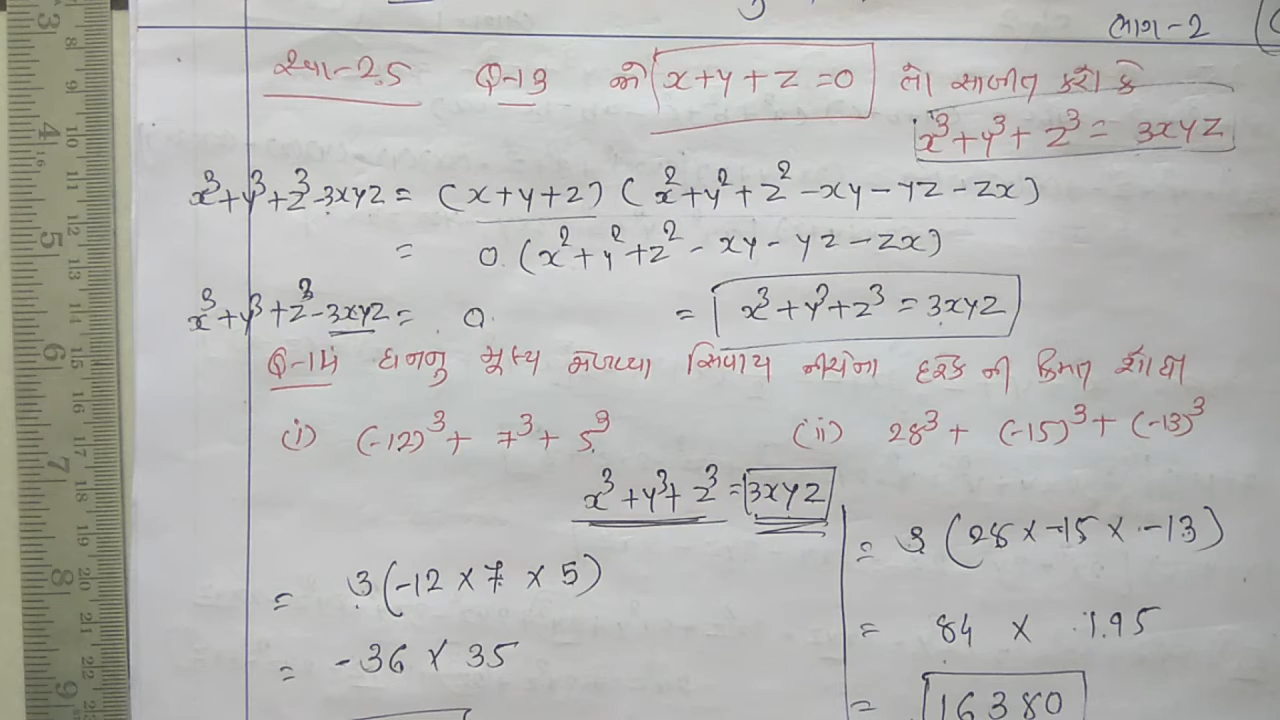 ભાગ-2
સ્વા-2.5 Q-13 જો x+y+z=0 તો સાબીત કરો કે
x³+y³+z³= 3xyz
x³+y³+z³-3xyz = (x+y+z) (x²+y²+z²-xy-yz-zx)
= 0.(x²+y²+z²-xy-yz-zx)
x³+y³+z³-3xyz = 0. = x³+y³+z³=3xyz
Q-14 ઘનનુ મૂલ્ય મેળવ્યા સિવાય નીચેના દરેક ની કિંમત શોધો
(i) (-12)³+ 7³+ 5³ (ii) 28³+ (-15)³+ (-13)³
x³+y³+z³=3xyz
= 3(-12 x 7 x 5)
= -36 x 35
= 3(28 x -15 x -13)
= 84 x 195
= 16380